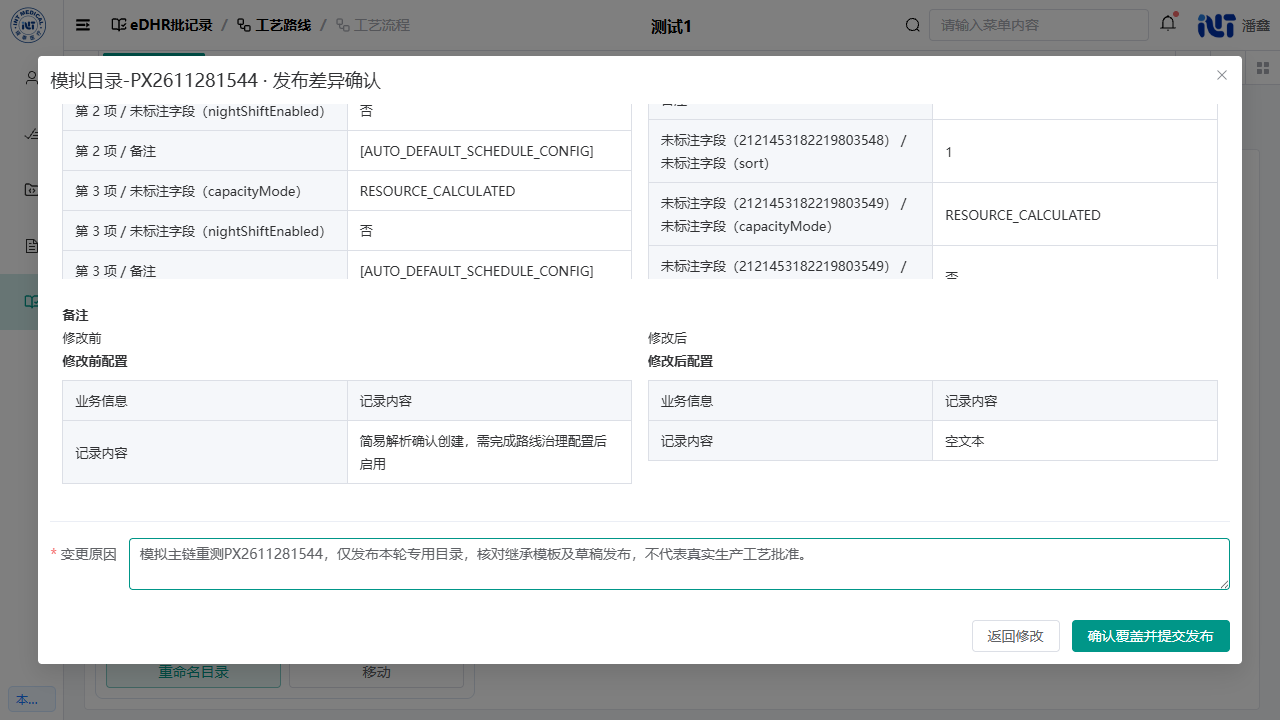 eDHR批记录 / 工艺路线 / 工艺流程
测试1
请输入菜单内容
潘鑫
模拟目录-PX2611281544 · 发布差异确认
第 2 项 / 未标注字段（nightShiftEnabled）
否
第 2 项 / 备注
[AUTO_DEFAULT_SCHEDULE_CONFIG]
第 3 项 / 未标注字段（capacityMode）
RESOURCE_CALCULATED
第 3 项 / 未标注字段（nightShiftEnabled）
否
第 3 项 / 备注
[AUTO_DEFAULT_SCHEDULE_CONFIG]
未标注字段（2121453182219803548） /
未标注字段（sort）
1
未标注字段（2121453182219803549） /
未标注字段（capacityMode）
RESOURCE_CALCULATED
未标注字段（2121453182219803549） /
否
备注
修改前
修改前配置
业务信息
记录内容
记录内容
简易解析确认创建，需完成路线治理配置后
启用
修改后
修改后配置
业务信息
记录内容
记录内容
空文本
* 变更原因
模拟主链重测PX2611281544，仅发布本轮专用目录，核对继承模板及草稿发布，不代表真实生产工艺批准。
返回修改
确认覆盖并提交发布
重命名目录
移动
本...